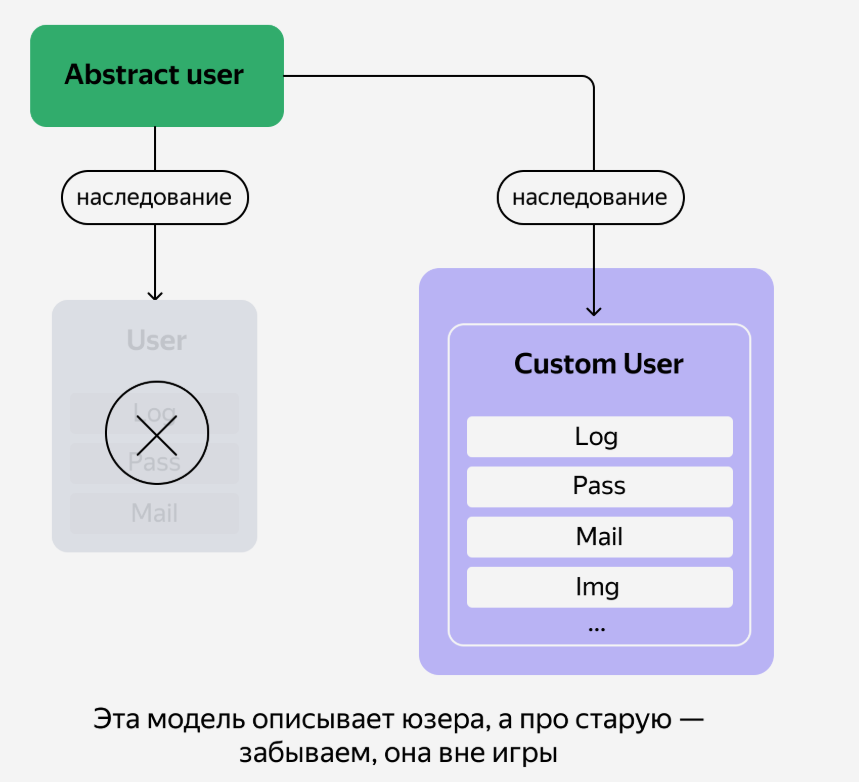 Abstract user
наследование
наследование
User
Log
Pass
Mail
Custom User
Log
Pass
Mail
Img
...
Эта модель описывает юзера, а про старую —
забываем, она вне игры